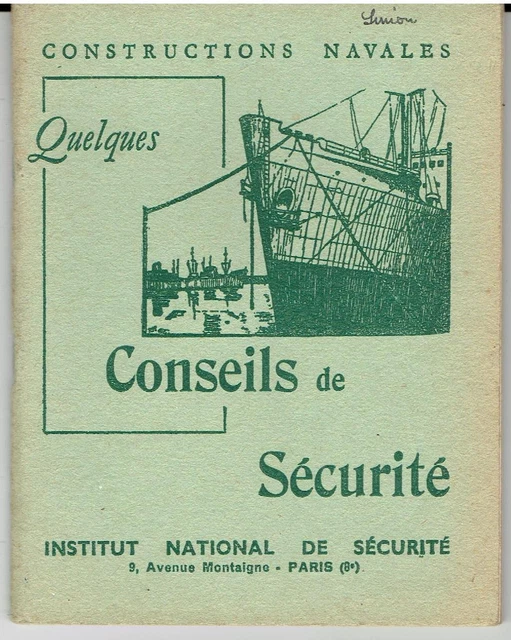 Simon
CONSTRUCTIONS NAVALES
Quelques
Conseils de
Sécurité
INSTITUT NATIONAL DE SÉCURITÉ
9, Avenue Montaigne - PARIS (8e)